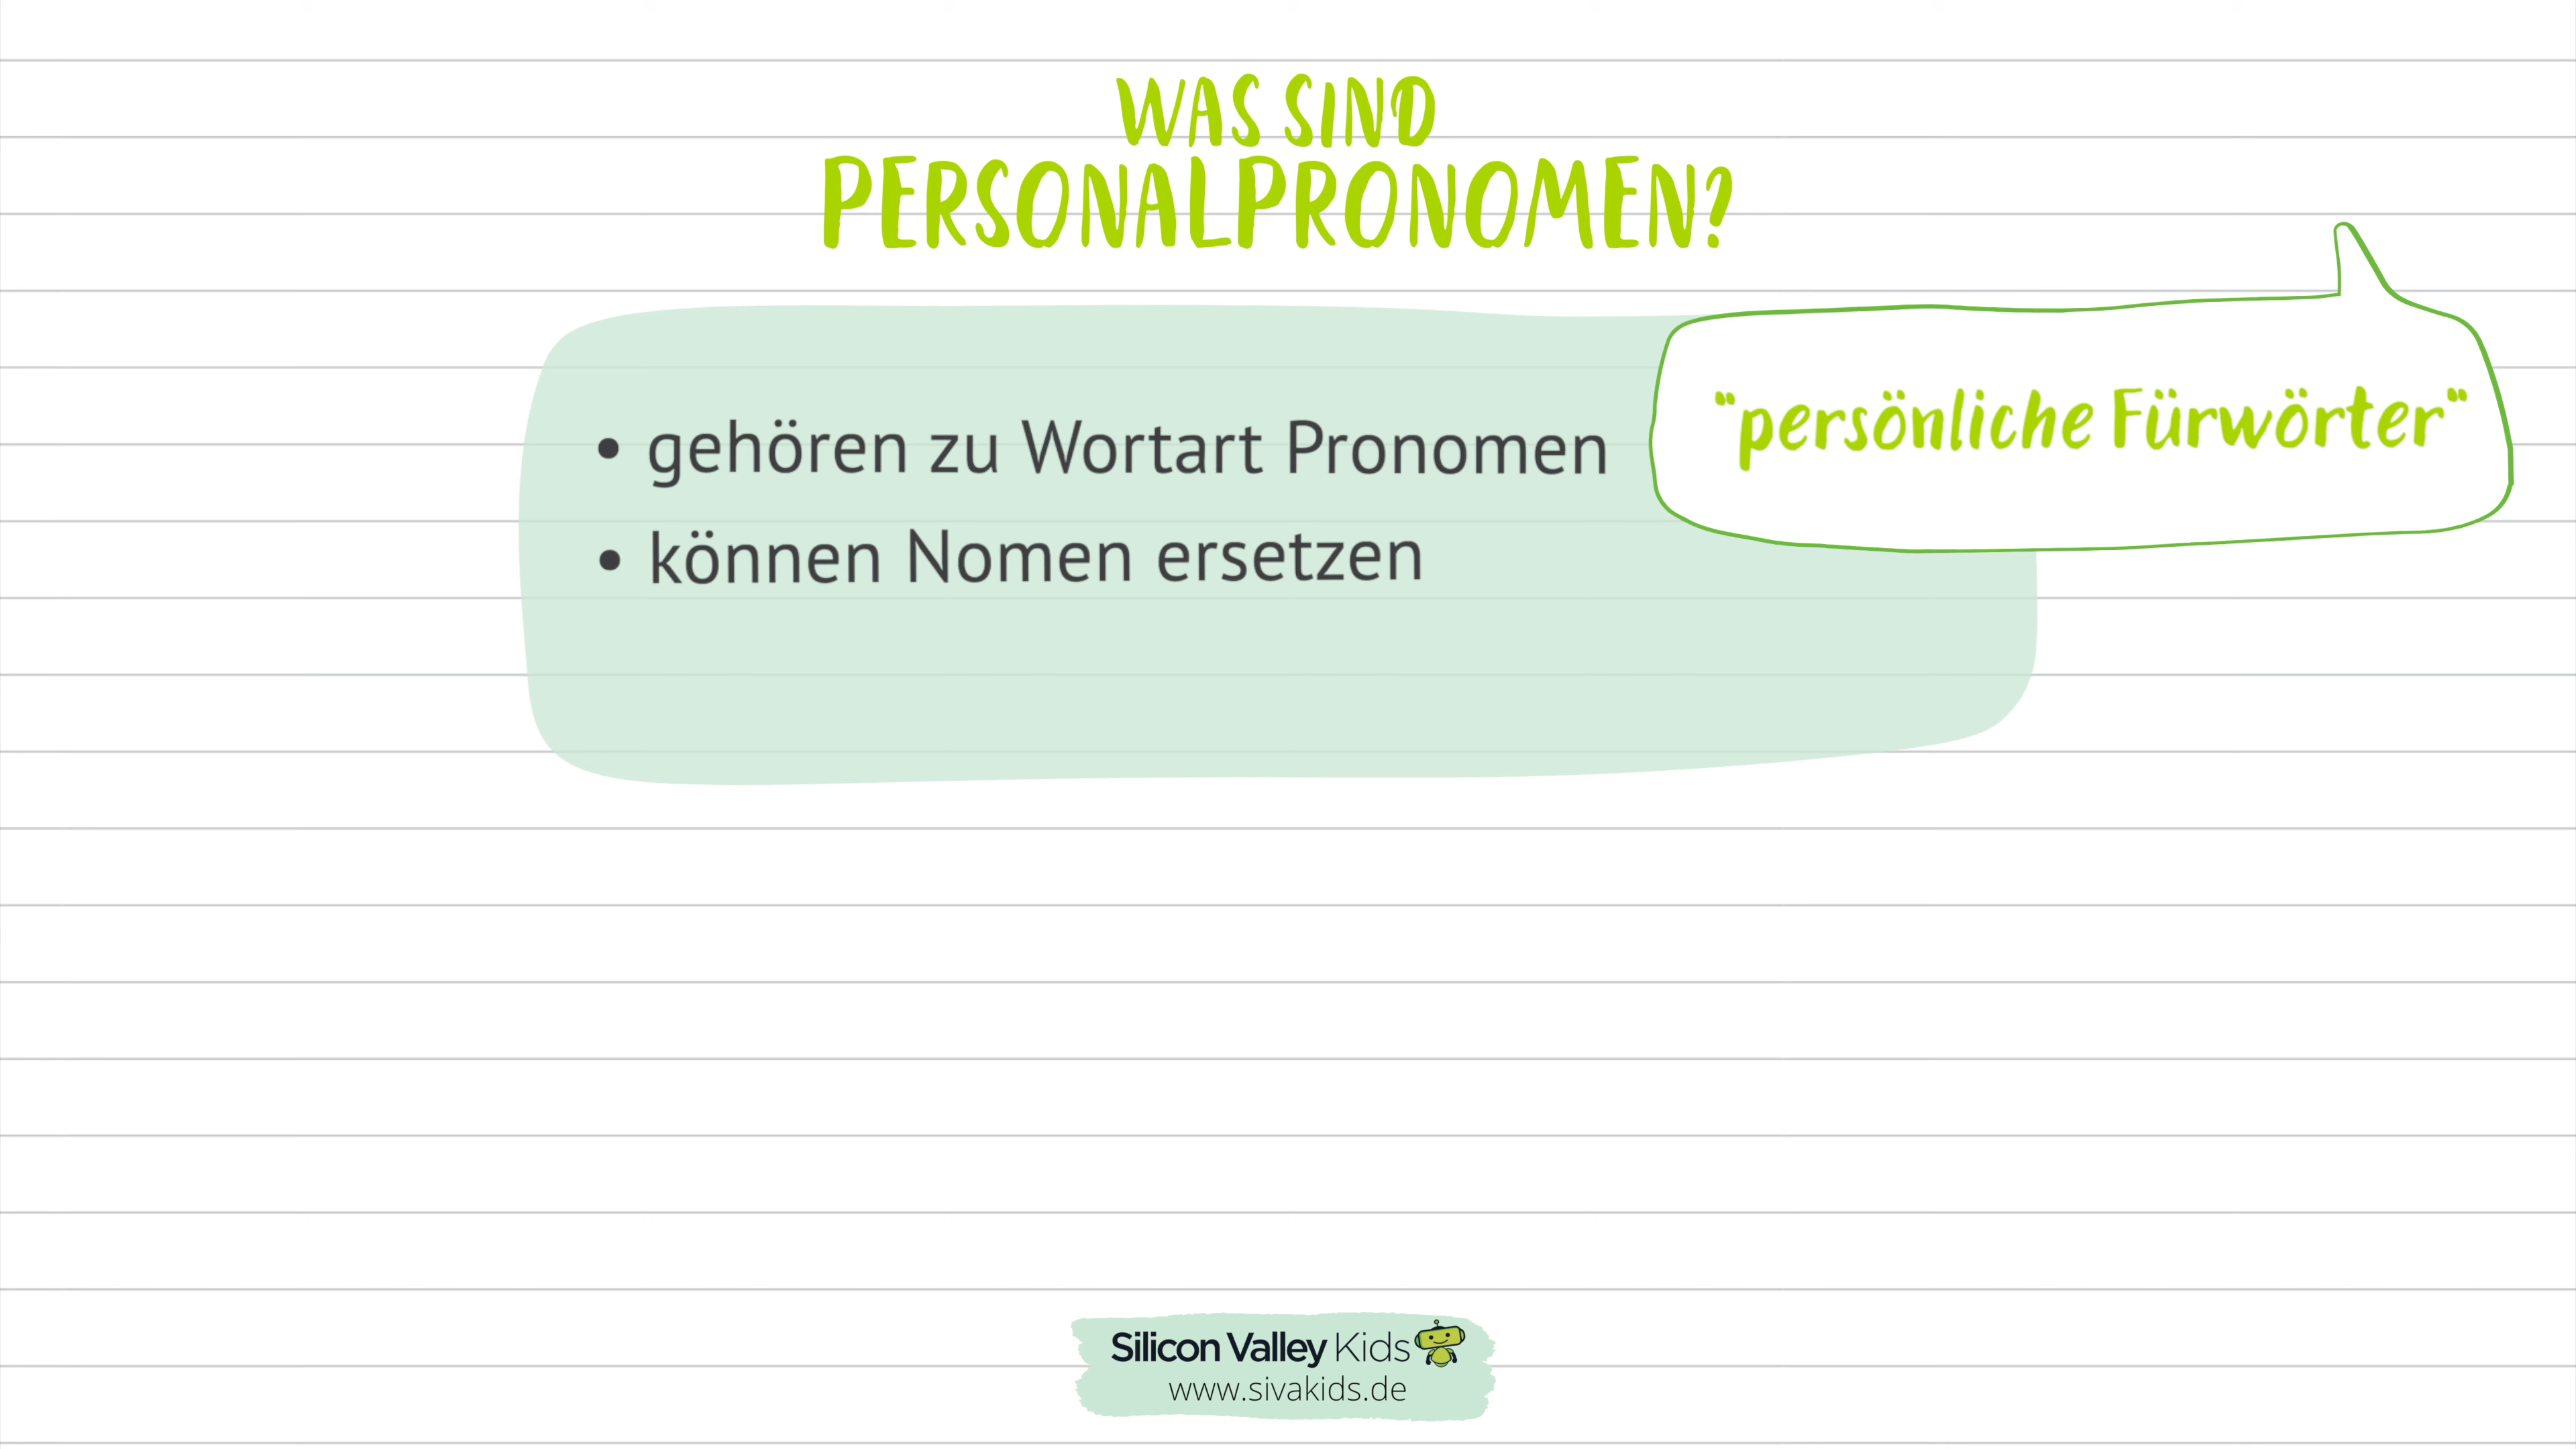 WAS SIND
PERSONALPRONOMEN?
• gehören zu Wortart Pronomen
• können Nomen ersetzen
"persönliche Fürwörter"
Silicon Valley Kids
www.sivakids.de